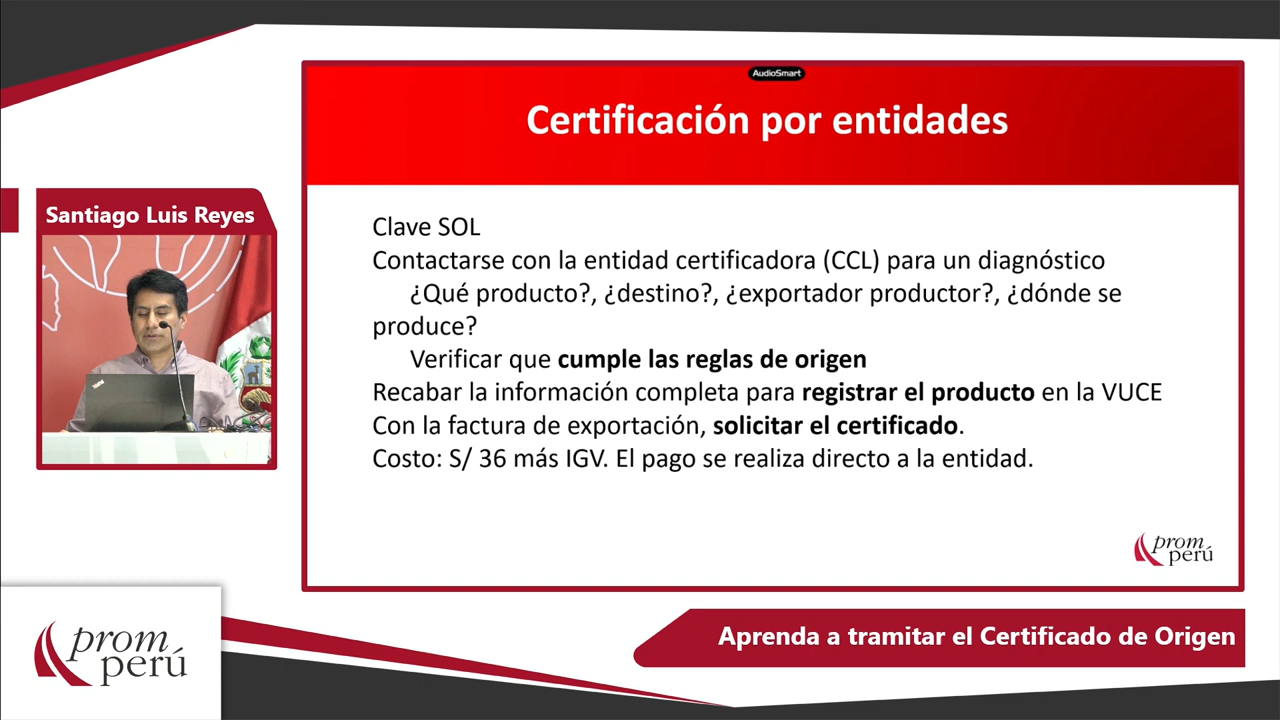 AudioSmart
Certificación por entidades
Santiago Luis Reyes
Clave SOL
Contactarse con la entidad certificadora (CCL) para un diagnóstico
¿Qué producto?, ¿destino?, ¿exportador productor?, ¿dónde se
produce?
Verificar que cumple las reglas de origen
Recabar la información completa para registrar el producto en la VUCE
Con la factura de exportación, solicitar el certificado.
Costo: S/ 36 más IGV. El pago se realiza directo a la entidad.
prom
perú
Aprenda a tramitar el Certificado de Origen
prom
perú